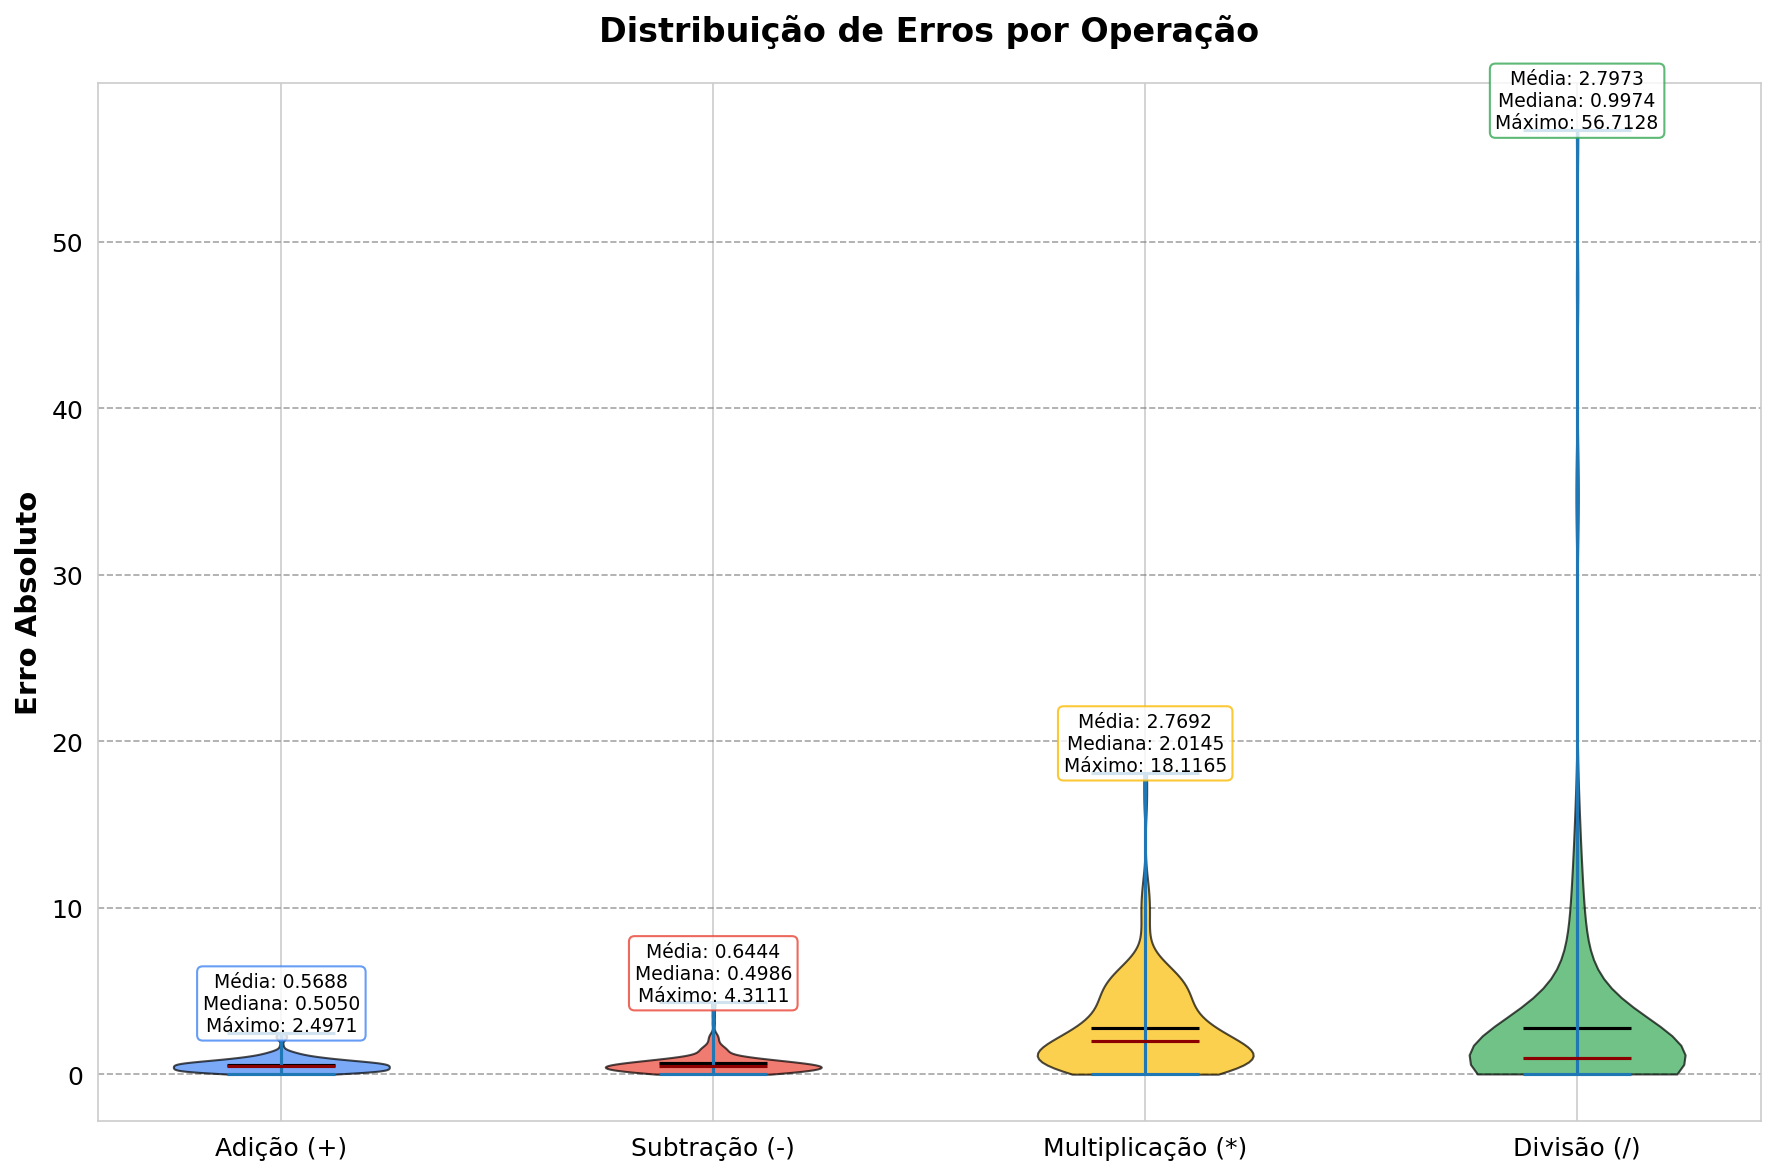 Distribuição de Erros por Operação
Média: 2.7973
Mediana: 0.9974
Máximo: 56.7128
50
40
30
20
10
0
Erro Absoluto
Média: 2.7692
Mediana: 2.0145
Máximo: 18.1165
Média: 0.6444
Mediana: 0.4986
Máximo: 4.3111
Média: 0.5688
Mediana: 0.5050
Máximo: 2.4971
Adição (+)
Subtração (-)
Multiplicação (*)
Divisão (/)